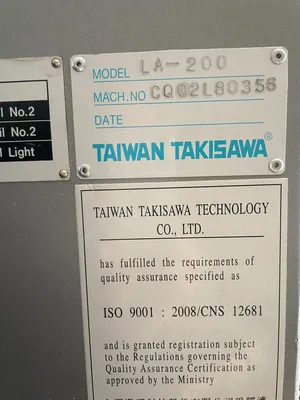 MODEL LA-200
MACH.NO CQ02L80356
DATE
TAIWAN TAKISAWA®
No.2
No.2
Light
TAIWAN TAKISAWA TECHNOLOGY
CO., LTD.
has fulfilled the requirements of
quality assurance specified as
ISO 9001 : 2008/CNS 12681
and is granted registration subject
to the Regulations governing the
Quality Assurance Certification as
approved by the Ministry